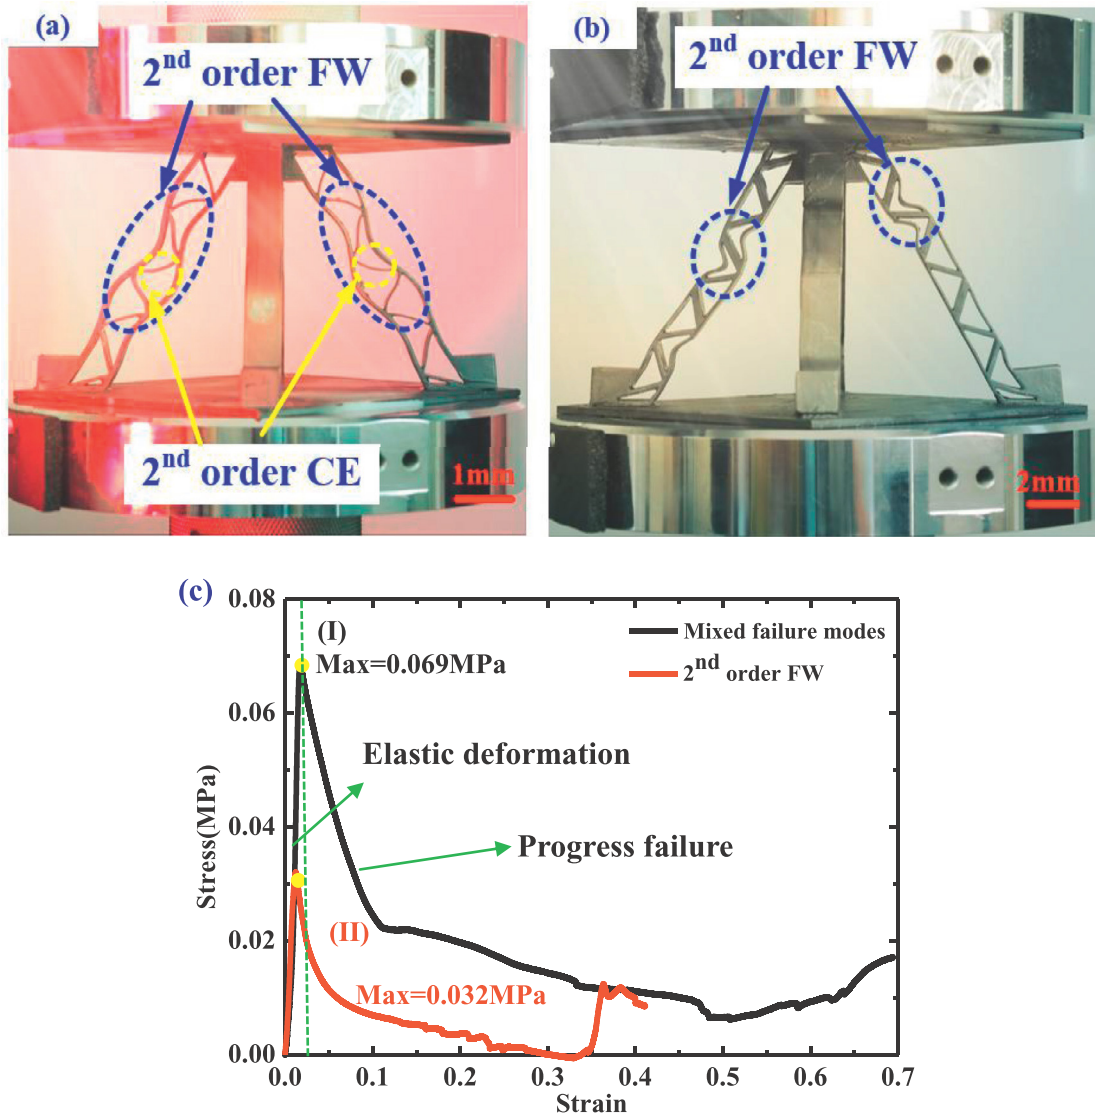 (a)
2nd order FW
2nd order CE
1mm
(b)
2nd order FW
2mm
(c)
0.08
0.06
0.04
0.02
0.00
Stress(MPa)
(I)
Max=0.069MPa
Mixed failure modes
2nd order FW
Elastic deformation
Progress failure
(II)
Max=0.032MPa
0.0 0.1 0.2 0.3 0.4 0.5 0.6 0.7
Strain